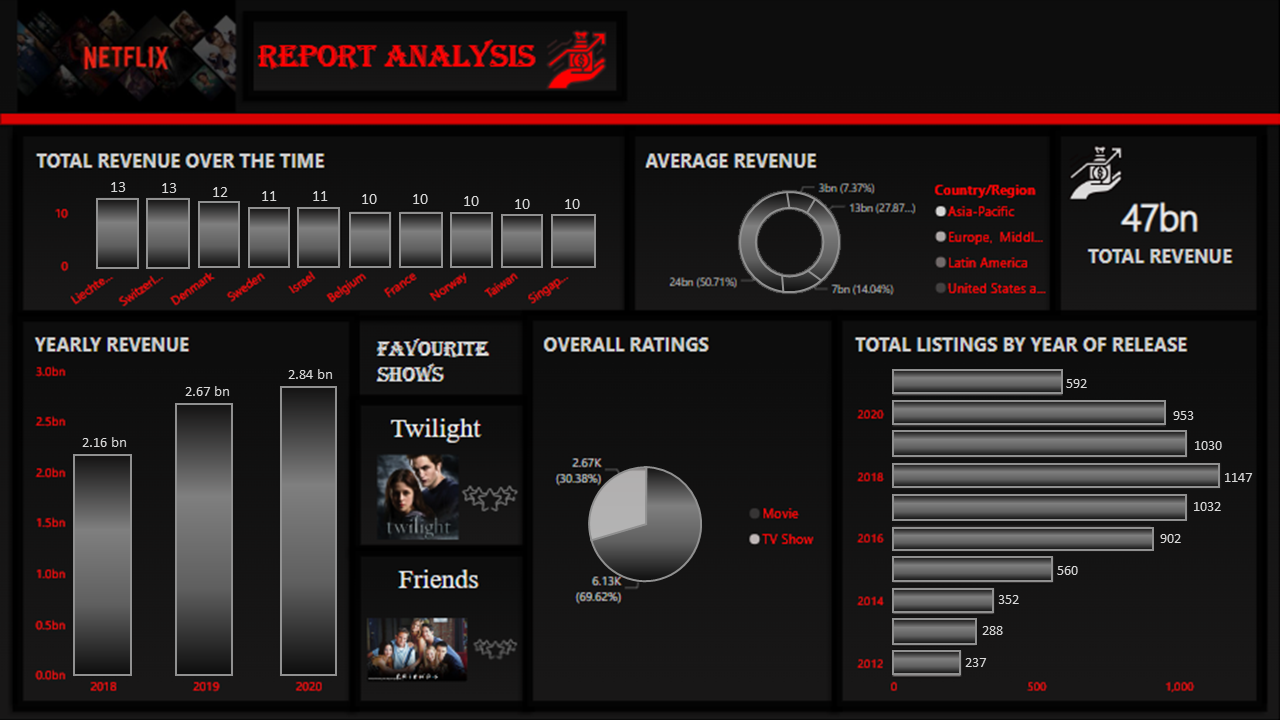 NETFLIX
REPORT ANALYSIS
TOTAL REVENUE OVER THE TIME
13 13 12 11 11 10 10 10 10 10
10
0
Liechte... Switzerl... Denmark Sweden Israel Belgium France Norway Taiwan Singap...
AVERAGE REVENUE
3bn (7.37%)
13bn (27.87...)
24bn (50.71%)
7bn (14.04%)
Country/Region
Asia-Pacific
Europe, Middl...
Latin America
United States a...
47bn
TOTAL REVENUE
YEARLY REVENUE
3.0bn
2.5bn
2.0bn
1.5bn
1.0bn
0.5bn
0.0bn
2.16 bn
2.67 bn
2.84 bn
2018 2019 2020
FAVOURITE
SHOWS
Twilight
twilight
Friends
FRIENDS
OVERALL RATINGS
2.67K
(30.38%)
6.13K
(69.62%)
Movie
TV Show
TOTAL LISTINGS BY YEAR OF RELEASE
592
2020 953
1030
2018 1147
1032
2016 902
560
2014 352
288
2012 237
0 500 1,000